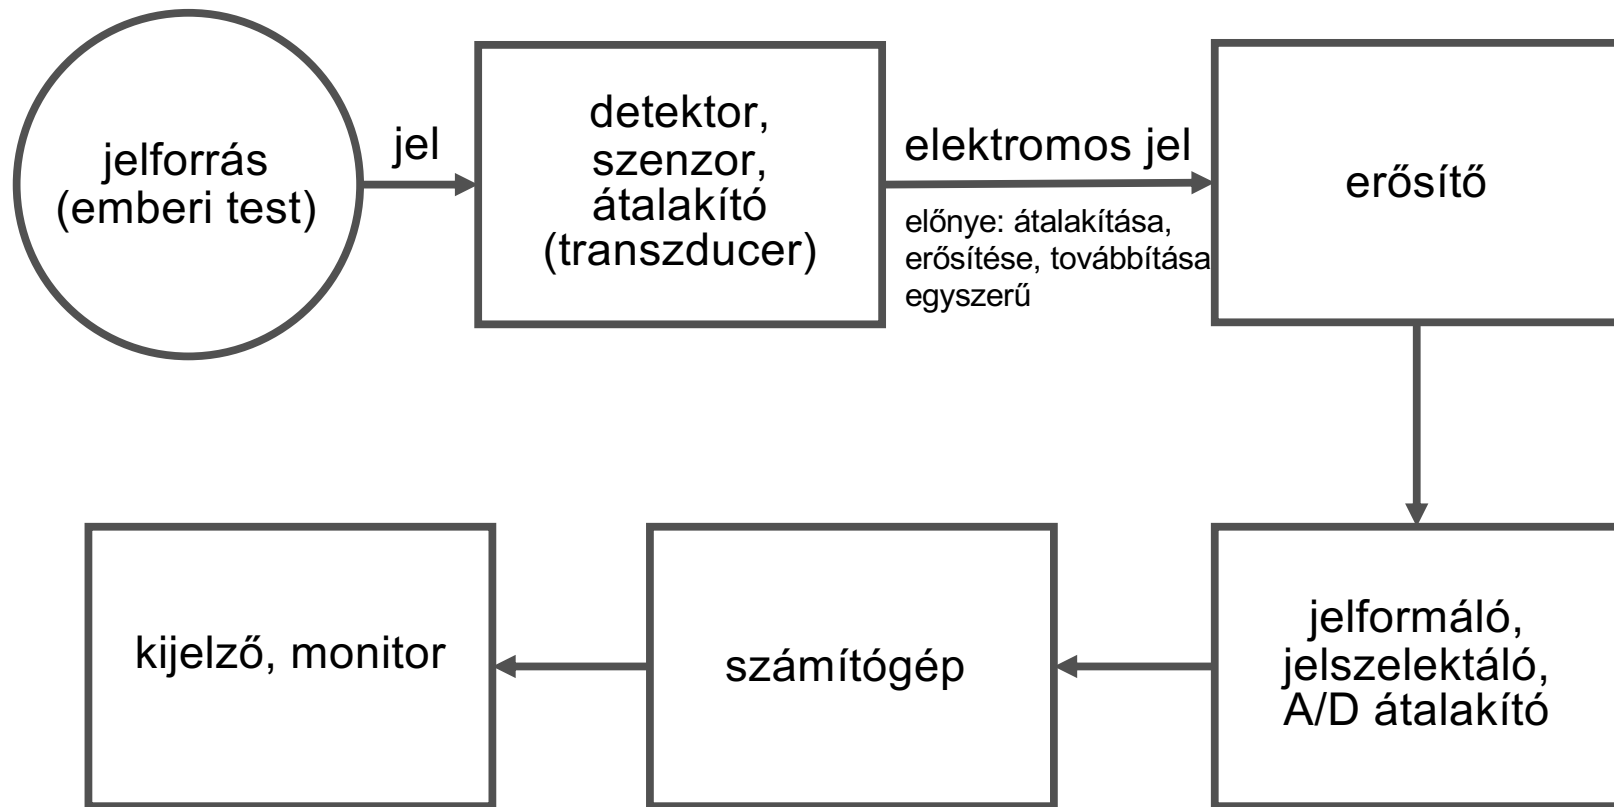 jelforrás
(emberi test)
jel
detektor,
szenzor,
átalakító
(transzducer)
elektromos jel
előnye: átalakítása,
erősítése, továbbítása
egyszerű
erősítő
jelformáló,
jelszelektáló,
A/D átalakító
számítógép
kijelző, monitor